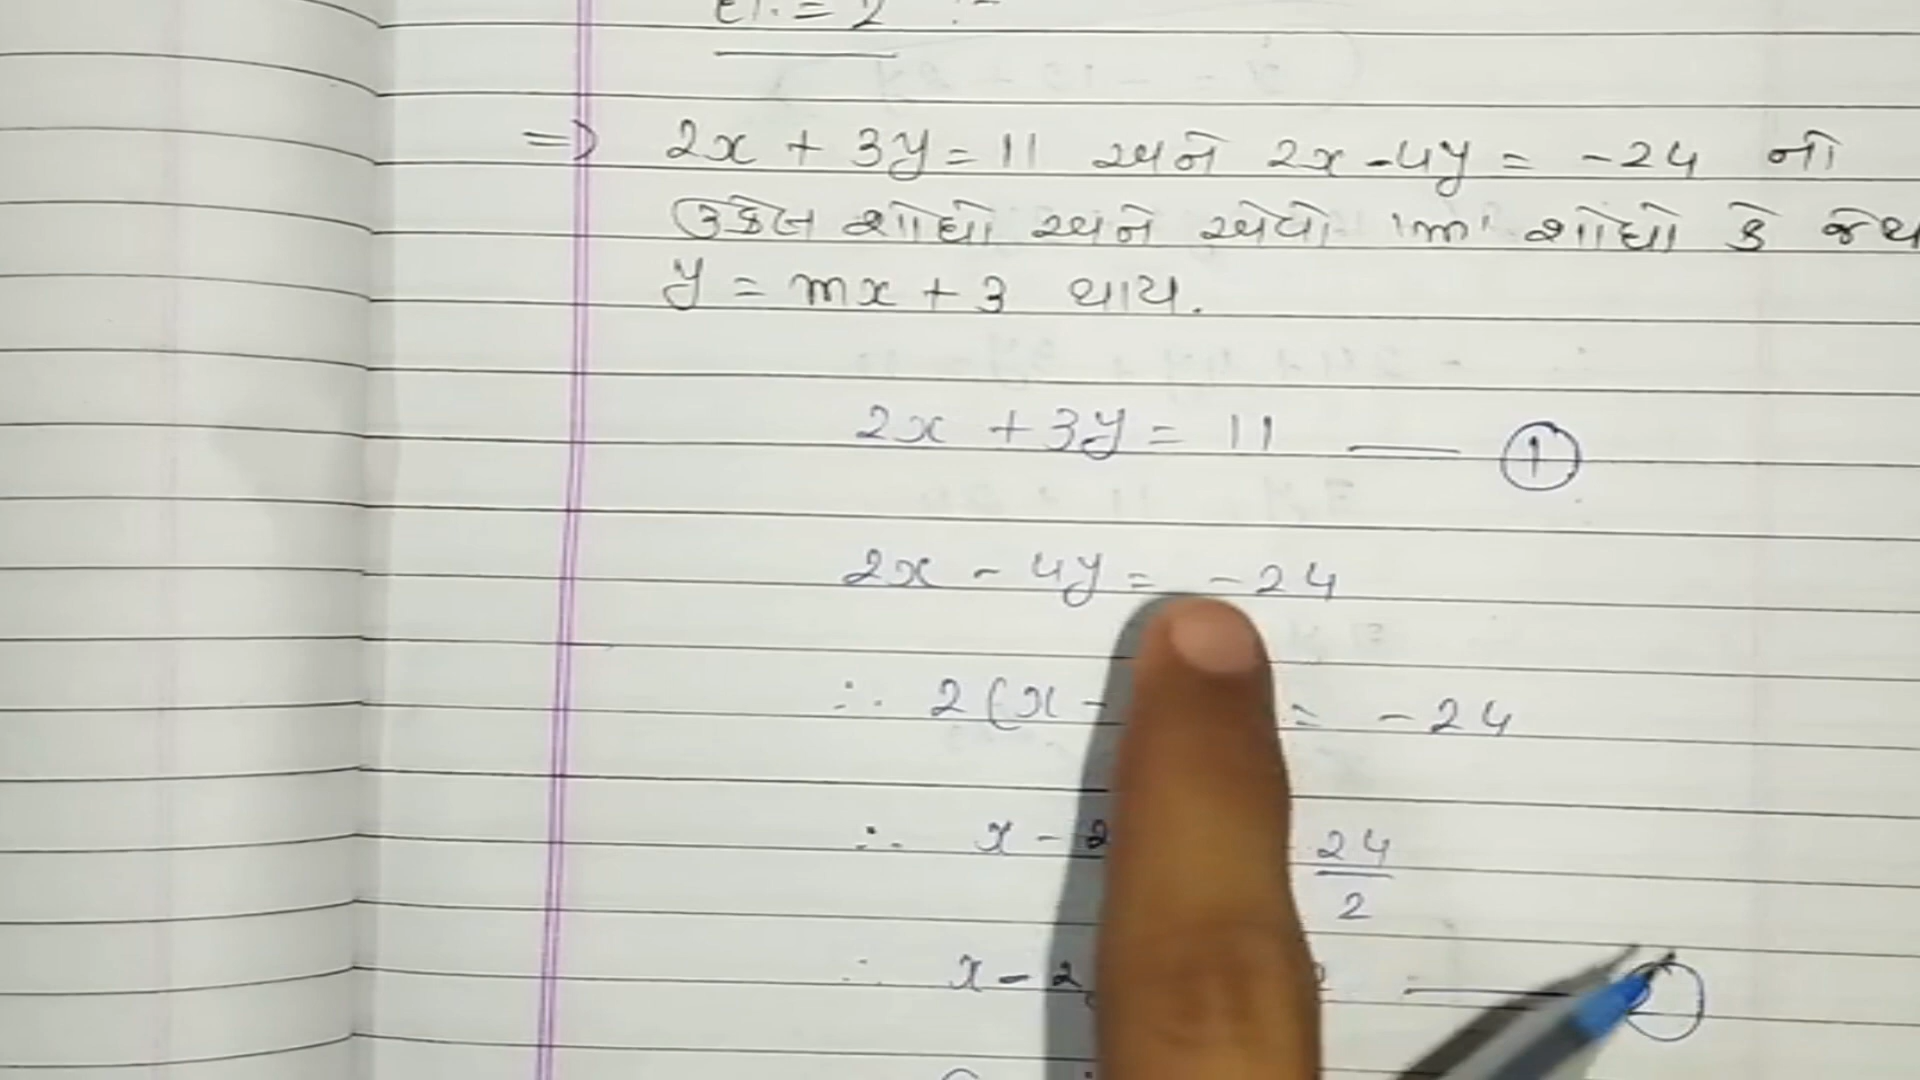 => 2x + 3y = 11 અને 2x - 4y = -24 નો
ઉકેલ શોધો અને એવો 'm' શોધો કે
y = mx + 3 થાય.
2x + 3y = 11 —— ①
2x - 4y = -24
∴ 2(x - = -24
∴ x - 2 24/2
∴ x - 2